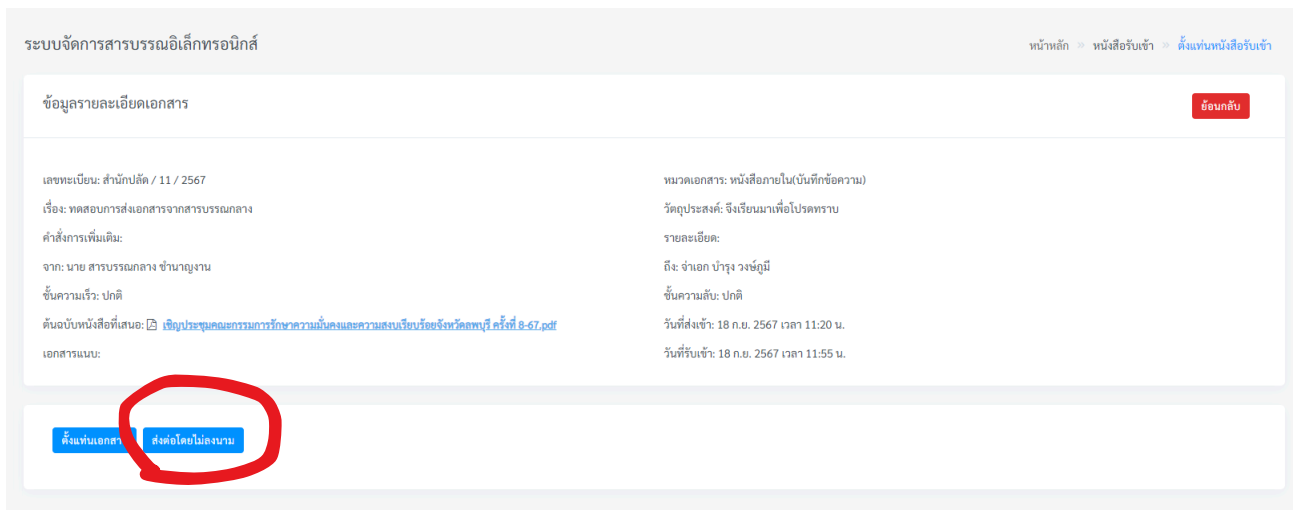 ระบบจัดการสารบรรณอิเล็กทรอนิกส์
หน้าหลัก » หนังสือรับเข้า » ตั้งแท่นหนังสือรับเข้า
ข้อมูลรายละเอียดเอกสาร
ย้อนกลับ
เลขทะเบียน: สำนักปลัด / 11 / 2567
หมวดเอกสาร: หนังสือภายใน(บันทึกข้อความ)
เรื่อง: ทดสอบการส่งเอกสารจากสารบรรณกลาง
วัตถุประสงค์: จึงเรียนมาเพื่อโปรดทราบ
คำสั่งการเพิ่มเติม:
รายละเอียด:
จาก: นาย สารบรรณกลาง ชำนาญงาน
ถึง: จ่าเอก บำรุง วงษ์ภูมี
ชั้นความเร็ว: ปกติ
ชั้นความลับ: ปกติ
ต้นฉบับหนังสือที่เสนอ: เชิญประชุมคณะกรรมการรักษาความมั่นคงและความสงบเรียบร้อยจังหวัดลพบุรี ครั้งที่ 8-67.pdf
วันที่ส่งเข้า: 18 ก.ย. 2567 เวลา 11:20 น.
เอกสารแนบ:
วันที่รับเข้า: 18 ก.ย. 2567 เวลา 11:55 น.
ตั้งแท่นเอกสาร ส่งต่อโดยไม่ลงนาม